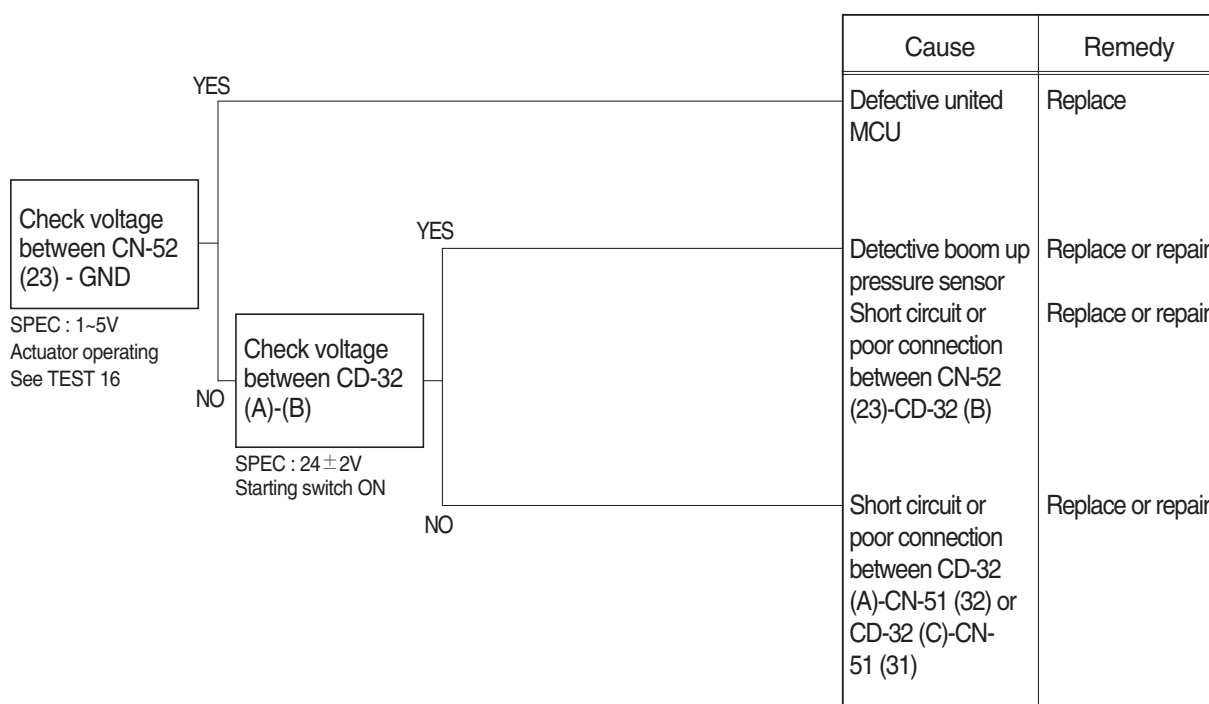 Cause Remedy
YES
Defective united Replace
MCU
Check voltage
between CN-52
(23) - GND
SPEC : 1~5V
Actuator operating
See TEST 16
YES
Detective boom up Replace or repair
pressure sensor
Short circuit or Replace or repair
poor connection
between CN-52
(23)-CD-32 (B)
NO
Check voltage
between CD-32
(A)-(B)
SPEC : 24±2V
Starting switch ON
NO
Short circuit or Replace or repair
poor connection
between CD-32
(A)-CN-51 (32) or
CD-32 (C)-CN-
51 (31)